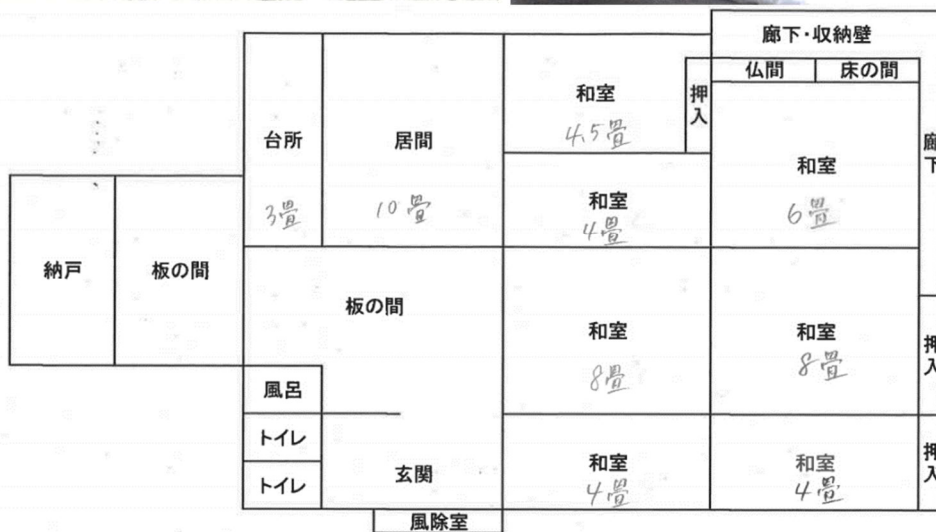 廊下・収納壁
仏間
床の間
和室
4.5畳
押入
台所
3畳
居間
10畳
和室
6畳
廊下
和室
4畳
納戸
板の間
板の間
和室
8畳
和室
8畳
押入
風呂
トイレ
トイレ
玄関
和室
4畳
和室
4畳
押入
風除室